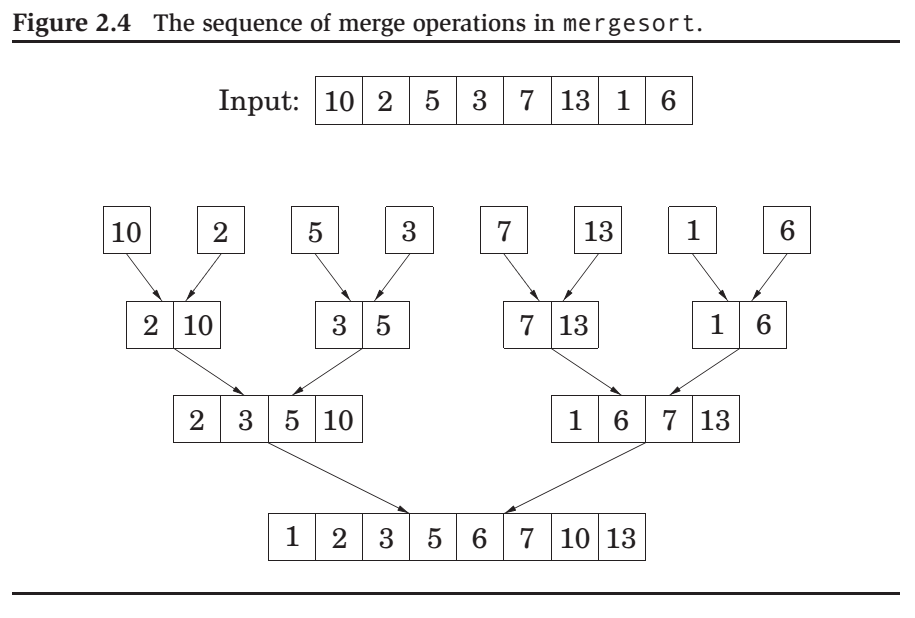 Figure 2.4 The sequence of merge operations in mergesort.
Input: 10 2 5 3 7 13 1 6
10 2 5 3 7 13 1 6
2 10 3 5 7 13 1 6
2 3 5 10 1 6 7 13
1 2 3 5 6 7 10 13